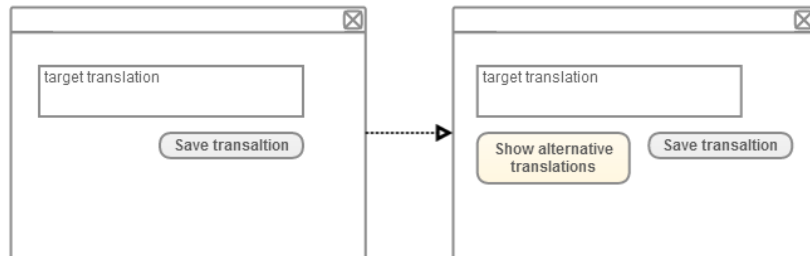 target translation
Save transaltion
target translation
Show alternative
translations
Save transaltion